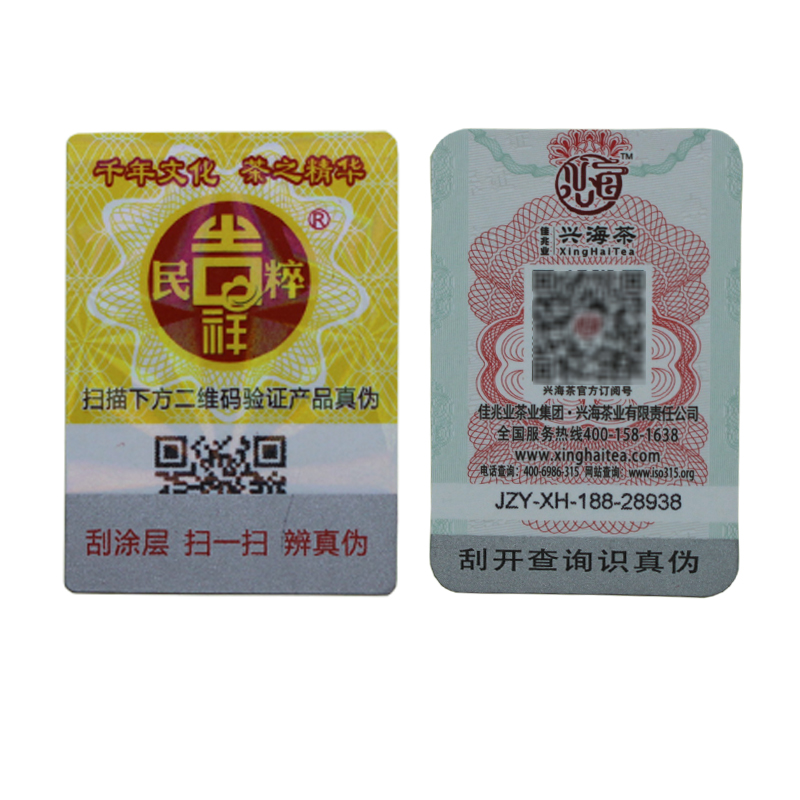 千年文化 茶之精华
®
民 吉祥 粹
扫描下方二维码验证产品真伪
刮涂层 扫一扫 辨真伪
TM
佳兆业
兴海茶
XingHaiTea
兴海茶官方订阅号
佳兆业茶业集团·兴海茶业有限责任公司
全国服务热线400-158-1638
www.xinghaitea.com
电话查询:400-6986-315 网站查询:www.iso315.org
JZY-XH-188-28938
刮开查询识真伪